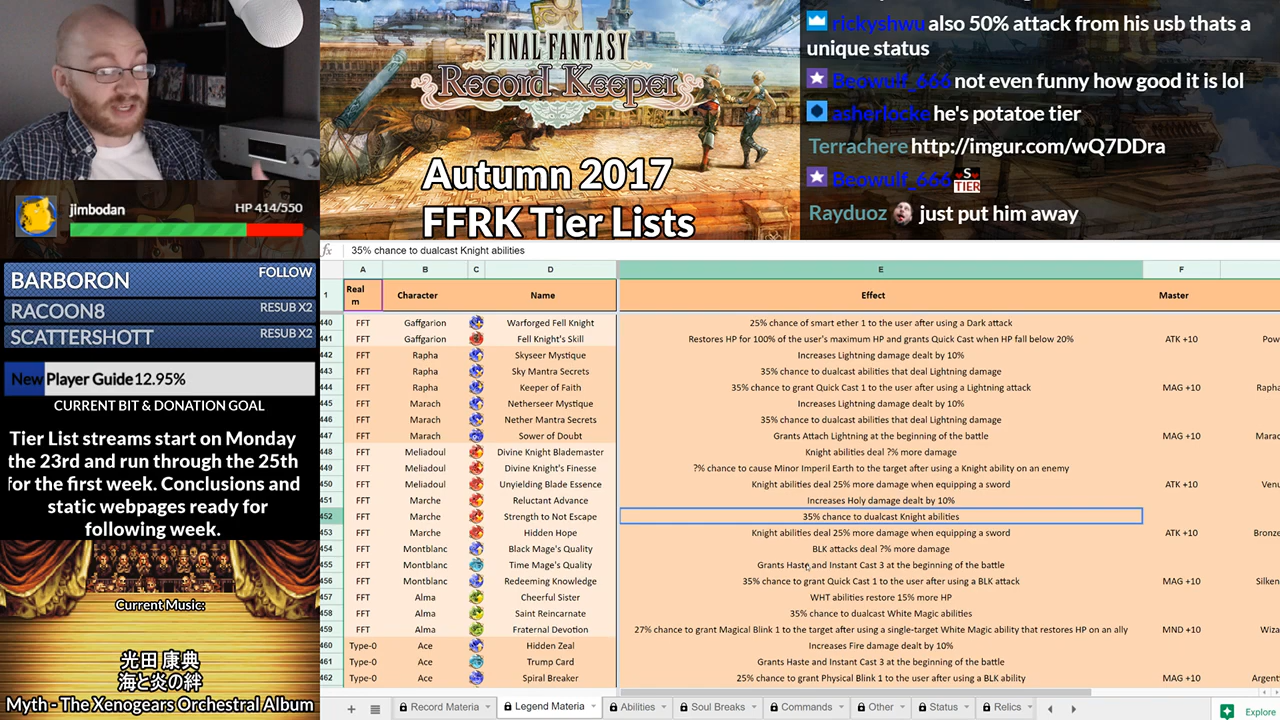 FINAL FANTASY
Record Keeper
Autumn 2017
FFRK Tier Lists
rickyshwu also 50% attack from his usb thats a
unique status
Beowulf_666 not even funny how good it is lol
asherlocke he's potatoe tier
Terrachere http://imgur.com/wQ7DDra
Beowulf_666 S TIER
Rayduoz just put him away
jimbodan HP 414/550
BARBORON FOLLOW
RACOON8 RESUB X2
SCATTERSHOTT RESUB X2
New Player Guide 12.95%
CURRENT BIT & DONATION GOAL
Tier List streams start on Monday
the 23rd and run through the 25th
for the first week. Conclusions and
static webpages ready for
following week.
Current Music:
光田 康典
海と炎の絆
Myth - The Xenogears Orchestral Album
fx 35% chance to dualcast Knight abilities
A B C D E F
1 Realm Character Name Effect Master
440 FFT Gaffgarion Warforged Fell Knight 25% chance of smart ether 1 to the user after using a Dark attack
441 FFT Gaffgarion Fell Knight's Skill Restores HP for 100% of the user's maximum HP and grants Quick Cast when HP fall below 20% ATK +10 Pow
442 FFT Rapha Skyseer Mystique Increases Lightning damage dealt by 10%
443 FFT Rapha Sky Mantra Secrets 35% chance to dualcast abilities that deal Lightning damage
444 FFT Rapha Keeper of Faith 35% chance to grant Quick Cast 1 to the user after using a Lightning attack MAG +10 Rapha
445 FFT Marach Netherseer Mystique Increases Lightning damage dealt by 10%
446 FFT Marach Nether Mantra Secrets 35% chance to dualcast abilities that deal Lightning damage
447 FFT Marach Sower of Doubt Grants Attach Lightning at the beginning of the battle MAG +10 Marac
448 FFT Meliadoul Divine Knight Blademaster Knight abilities deal ?% more damage
449 FFT Meliadoul Divine Knight's Finesse ?% chance to cause Minor Imperil Earth to the target after using a Knight ability on an enemy
450 FFT Meliadoul Unyielding Blade Essence Knight abilities deal 25% more damage when equipping a sword ATK +10 Venu
451 FFT Marche Reluctant Advance Increases Holy damage dealt by 10%
452 FFT Marche Strength to Not Escape 35% chance to dualcast Knight abilities
453 FFT Marche Hidden Hope Knight abilities deal 25% more damage when equipping a sword ATK +10 Bronze
454 FFT Montblanc Black Mage's Quality BLK attacks deal ?% more damage
455 FFT Montblanc Time Mage's Quality Grants Haste and Instant Cast 3 at the beginning of the battle
456 FFT Montblanc Redeeming Knowledge 35% chance to grant Quick Cast 1 to the user after using a BLK attack MAG +10 Silken
457 FFT Alma Cheerful Sister WHT abilities restore 15% more HP
458 FFT Alma Saint Reincarnate 35% chance to dualcast White Magic abilities
459 FFT Alma Fraternal Devotion 27% chance to grant Magical Blink 1 to the target after using a single-target White Magic ability that restores HP on an ally MND +10 Wiza
460 Type-0 Ace Hidden Zeal Increases Fire damage dealt by 10%
461 Type-0 Ace Trump Card Grants Haste and Instant Cast 3 at the beginning of the battle
462 Type-0 Ace Spiral Breaker 25% chance to grant Physical Blink 1 to the user after using a BLK ability MAG +10 Argent
Record Materia Legend Materia Abilities Soul Breaks Commands Other Status Relics Explore